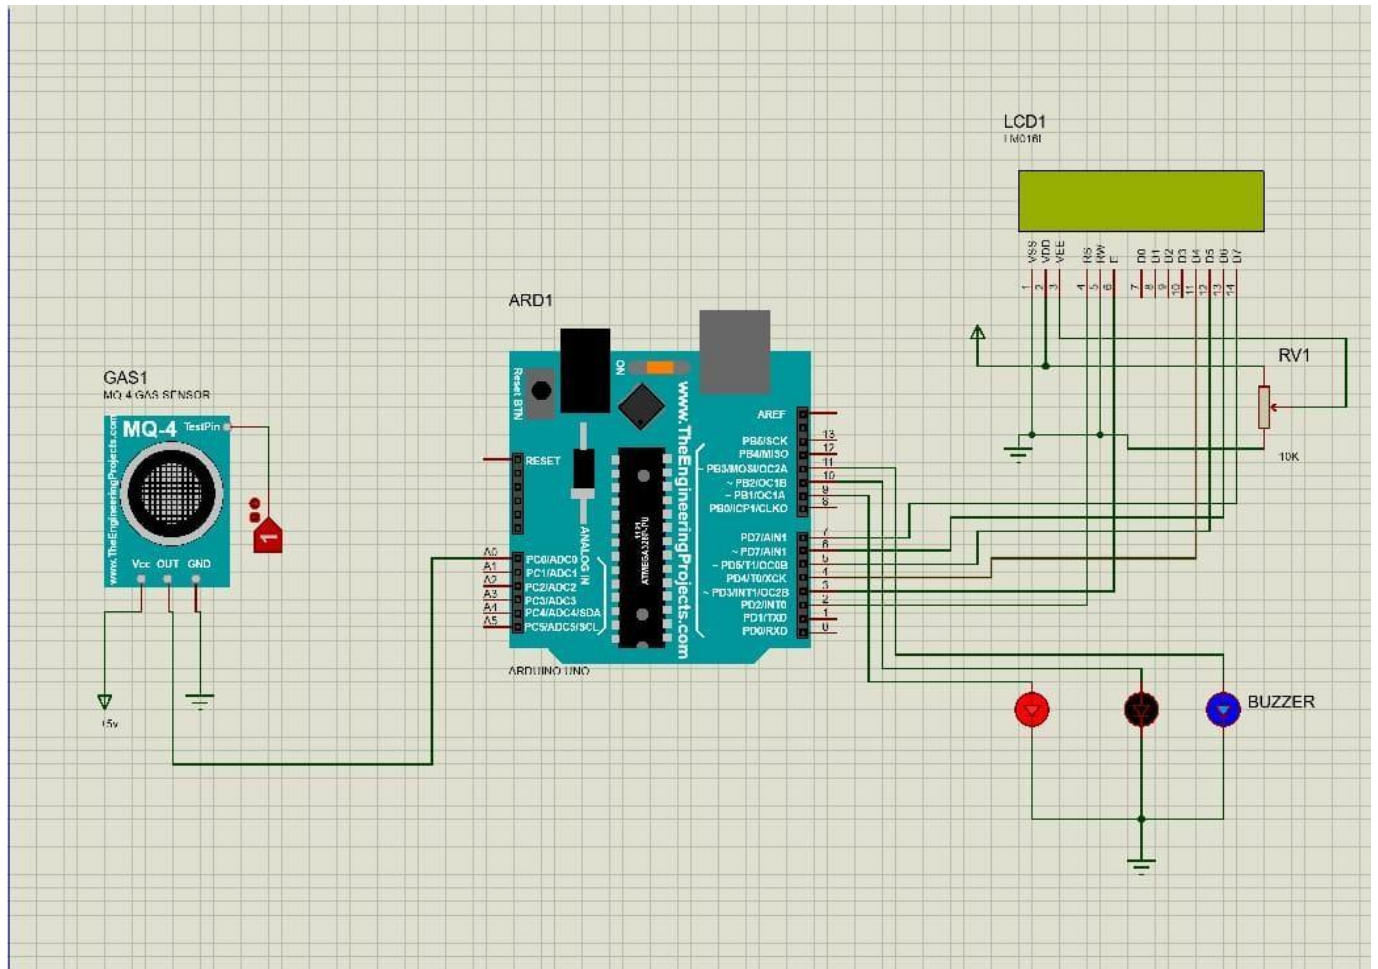 LCD1
LM016L
VSS
VDD
VEE
RS
RW
E
D0
D1
D2
D3
D4
D5
D6
D7
1
2
3
4
5
6
7
8
9
10
11
12
13
14
RV1
10K
GAS1
MQ-4 GAS SENSOR
MQ-4
TestPin
www.TheEngineeringProjects.com
Vcc OUT GND
1
+5v
ARD1
Reset BTN
ON
www.TheEngineeringProjects.com
RESET
ANALOG IN
ATMEGA328P-PU
A0 PC0/ADC0
A1 PC1/ADC1
A2 PC2/ADC2
A3 PC3/ADC3
A4 PC4/ADC4/SDA
A5 PC5/ADC5/SCL
AREF
PB5/SCK 13
PB4/MISO 12
~ PB3/MOSI/OC2A 11
~ PB2/OC1B 10
~ PB1/OC1A 9
PB0/ICP1/CLKO 8
PD7/AIN1 7
~ PD7/AIN1 6
~ PD5/T1/OC0B 5
PD4/T0/XCK 4
~ PD3/INT1/OC2B 3
PD2/INT0 2
PD1/TXD 1
PD0/RXD 0
ARDUINO UNO
BUZZER